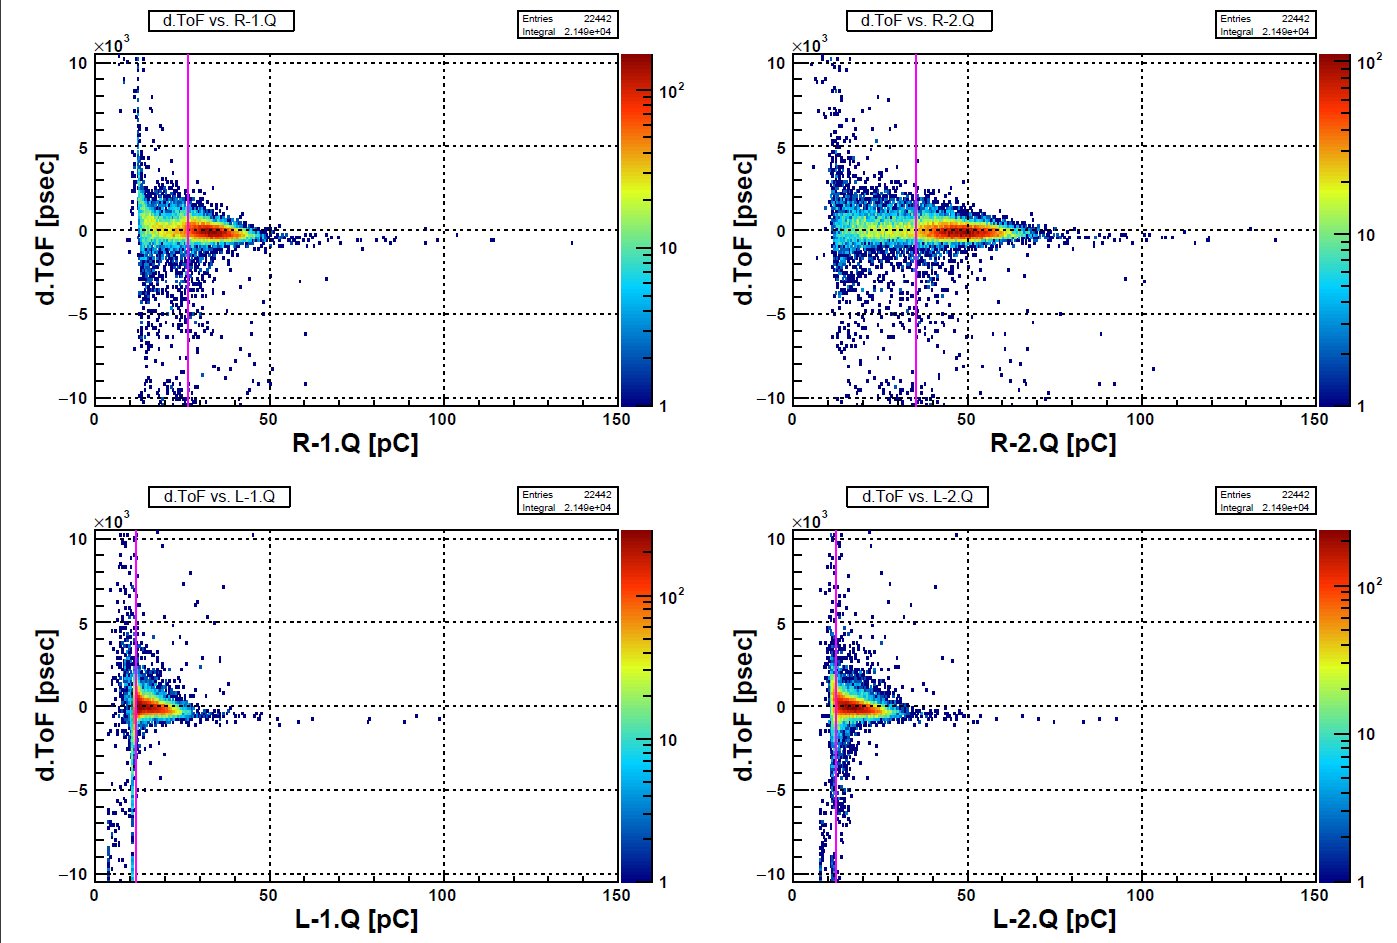 d.ToF vs. R-1.Q
Entries 22442
Integral 2.149e+04
×10³
10
5
0
−5
−10
d.ToF [psec]
0 50 100 150
R-1.Q [pC]
10²
10
1
d.ToF vs. R-2.Q
Entries 22442
Integral 2.149e+04
×10³
10
5
0
−5
−10
d.ToF [psec]
0 50 100 150
R-2.Q [pC]
10²
10
1
d.ToF vs. L-1.Q
Entries 22442
Integral 2.149e+04
×10³
10
5
0
−5
−10
d.ToF [psec]
0 50 100 150
L-1.Q [pC]
10²
10
1
d.ToF vs. L-2.Q
Entries 22442
Integral 2.149e+04
×10³
10
5
0
−5
−10
d.ToF [psec]
0 50 100 150
L-2.Q [pC]
10²
10
1